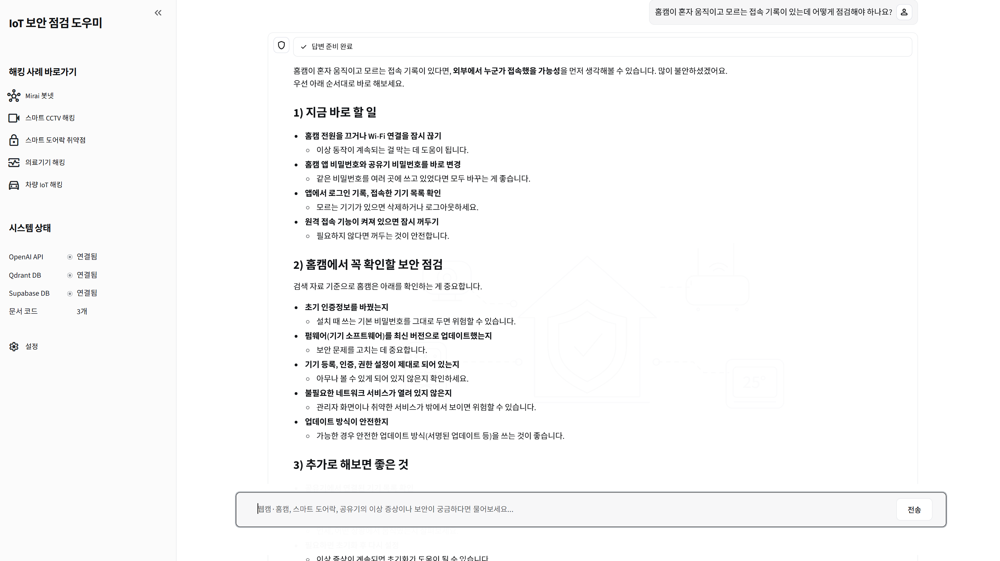 IoT 보안 점검 도우미
해킹 사례 바로가기
Mirai 봇넷
스마트 CCTV 해킹
스마트 도어락 취약점
의료기기 해킹
차량 IoT 해킹
시스템 상태
OpenAI API 연결됨
Qdrant DB 연결됨
Supabase DB 연결됨
문서 코드 3개
설정
홈캠이 혼자 움직이고 모르는 접속 기록이 있는데 어떻게 점검해야 하나요?
답변 준비 완료
홈캠이 혼자 움직이고 모르는 접속 기록이 있다면, 외부에서 누군가 접속했을 가능성을 먼저 생각해볼 수 있습니다. 많이 불안하셨겠어요.
우선 아래 순서대로 바로 해보세요.
1) 지금 바로 할 일
홈캠 전원을 끄거나 Wi-Fi 연결을 잠시 끊기
이상 동작이 계속되는 걸 막는 데 도움이 됩니다.
홈캠 앱 비밀번호와 공유기 비밀번호를 바로 변경
같은 비밀번호를 여러 곳에 쓰고 있었다면 모두 바꾸는 게 좋습니다.
앱에서 로그인 기록, 접속한 기기 목록 확인
모르는 기기가 있으면 삭제하거나 로그아웃하세요.
원격 접속 기능이 켜져 있으면 잠시 꺼두기
필요하지 않다면 꺼두는 것이 안전합니다.
2) 홈캠에서 꼭 확인할 보안 점검
검색 자료 기준으로 홈캠은 아래를 확인하는 게 중요합니다.
초기 인증정보를 바꿨는지
설치 때 쓰는 기본 비밀번호를 그대로 두면 위험할 수 있습니다.
펌웨어(기기 소프트웨어)를 최신 버전으로 업데이트했는지
보안 문제를 고치는 데 중요합니다.
기기 등록, 인증, 권한 설정이 제대로 되어 있는지
아무나 볼 수 있게 되어 있지 않은지 확인하세요.
25°
불필요한 네트워크 서비스가 열려 있지 않은지
관리자 화면이나 취약한 서비스가 밖에서 보이면 위험할 수 있습니다.
업데이트 방식이 안전한지
가능한 경우 안전한 업데이트 방식(서명된 업데이트 등)을 쓰는 것이 좋습니다.
3) 추가로 해보면 좋은 것
공유기에서 연결된 기기 목록 확인
웹캠·홈캠, 스마트 도어락, 공유기의 이상 증상이나 보안이 궁금하다면 물어보세요...
전송
필요하면 초기화 후 다시 설정
이상 증상이 계속되면 초기화가 도움이 될 수 있습니다